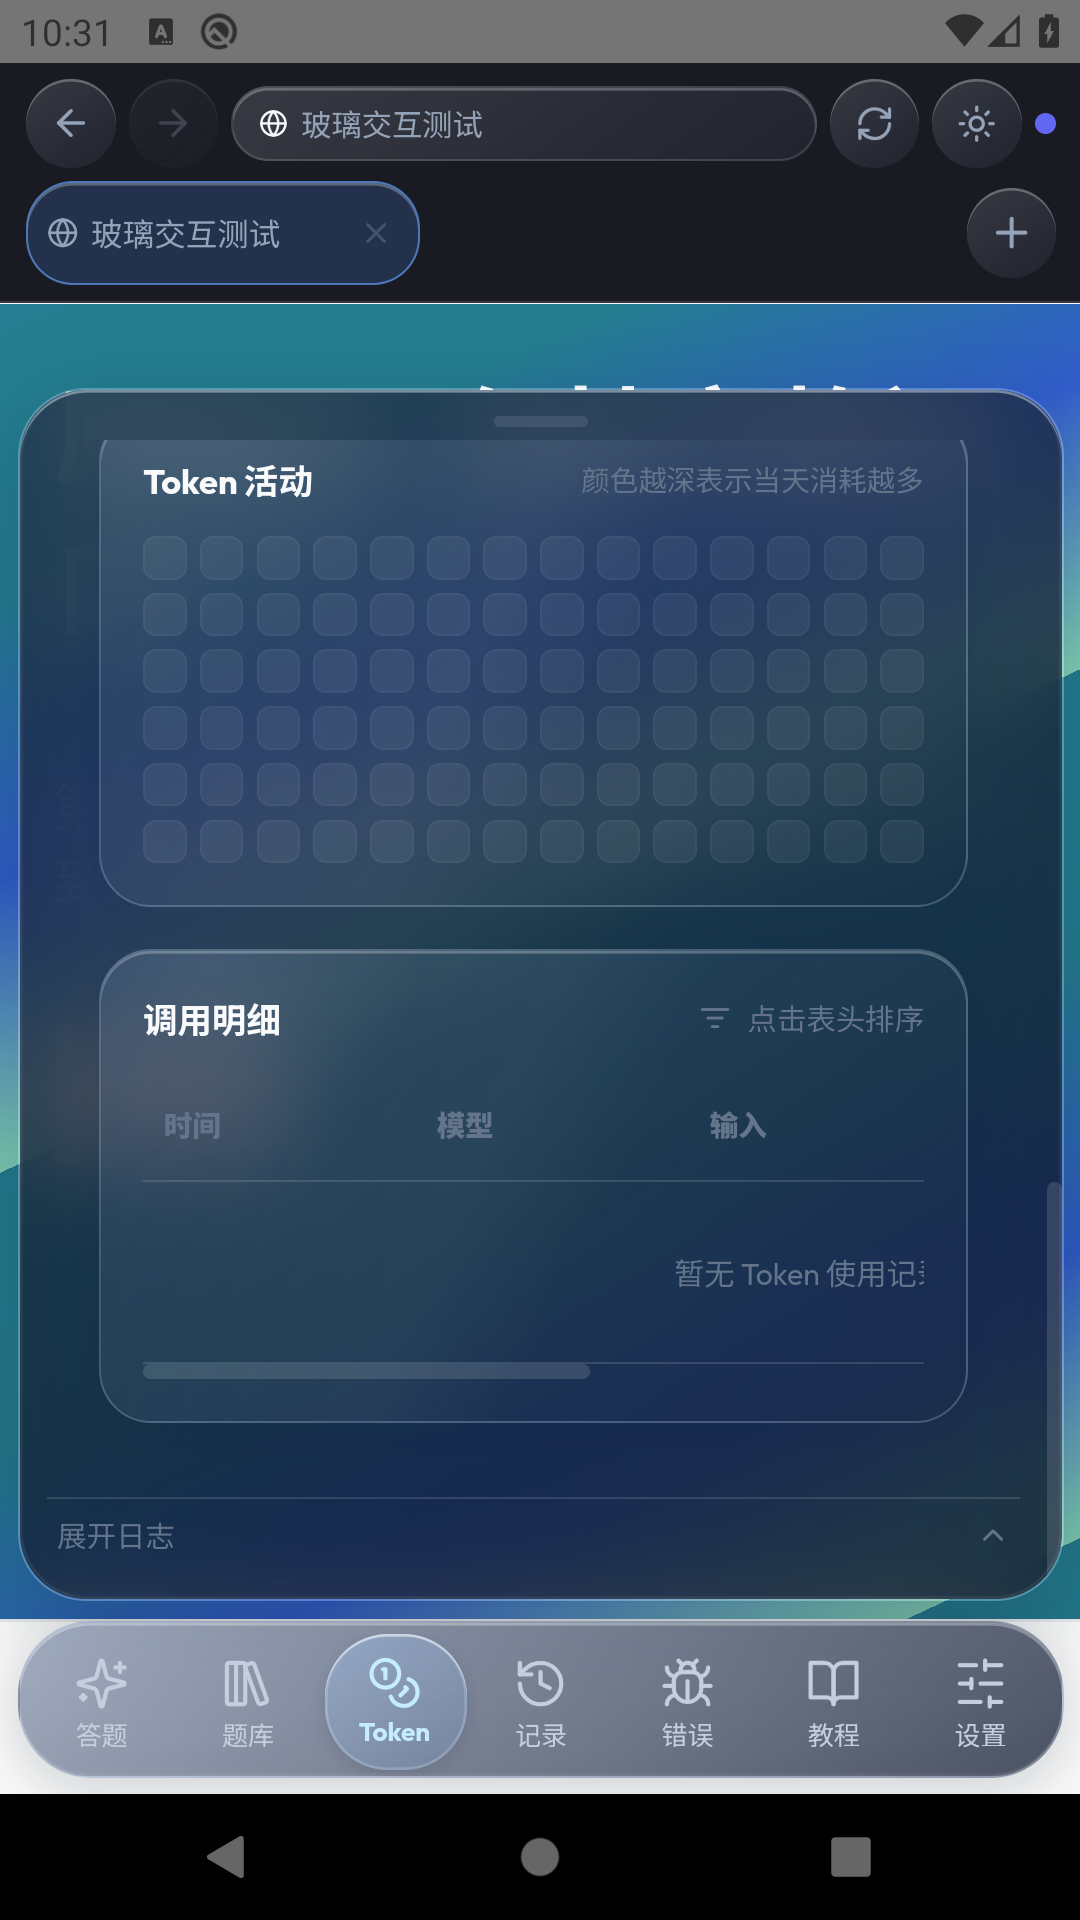 10:31
玻璃交互测试
玻璃交互测试
Token 活动
颜色越深表示当天消耗越多
调用明细
点击表头排序
时间 模型 输入
暂无 Token 使用记
展开日志
答题 题库 Token 记录 错误 教程 设置